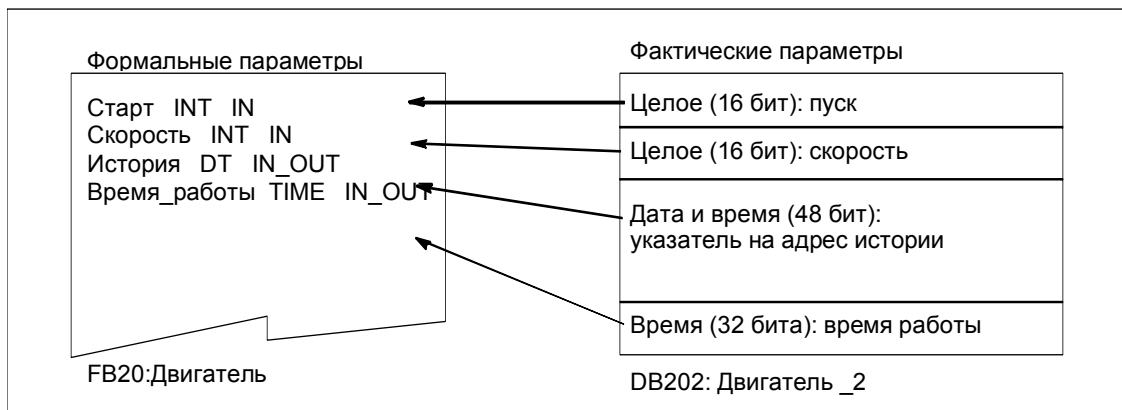 Формальные параметры
Старт INT IN
Скорость INT IN
История DT IN_OUT
Время_работы TIME IN_OUT
FB20:Двигатель
Фактические параметры
Целое (16 бит): пуск
Целое (16 бит): скорость
Дата и время (48 бит):
указатель на адрес истории
Время (32 бита): время работы
DB202: Двигатель _2